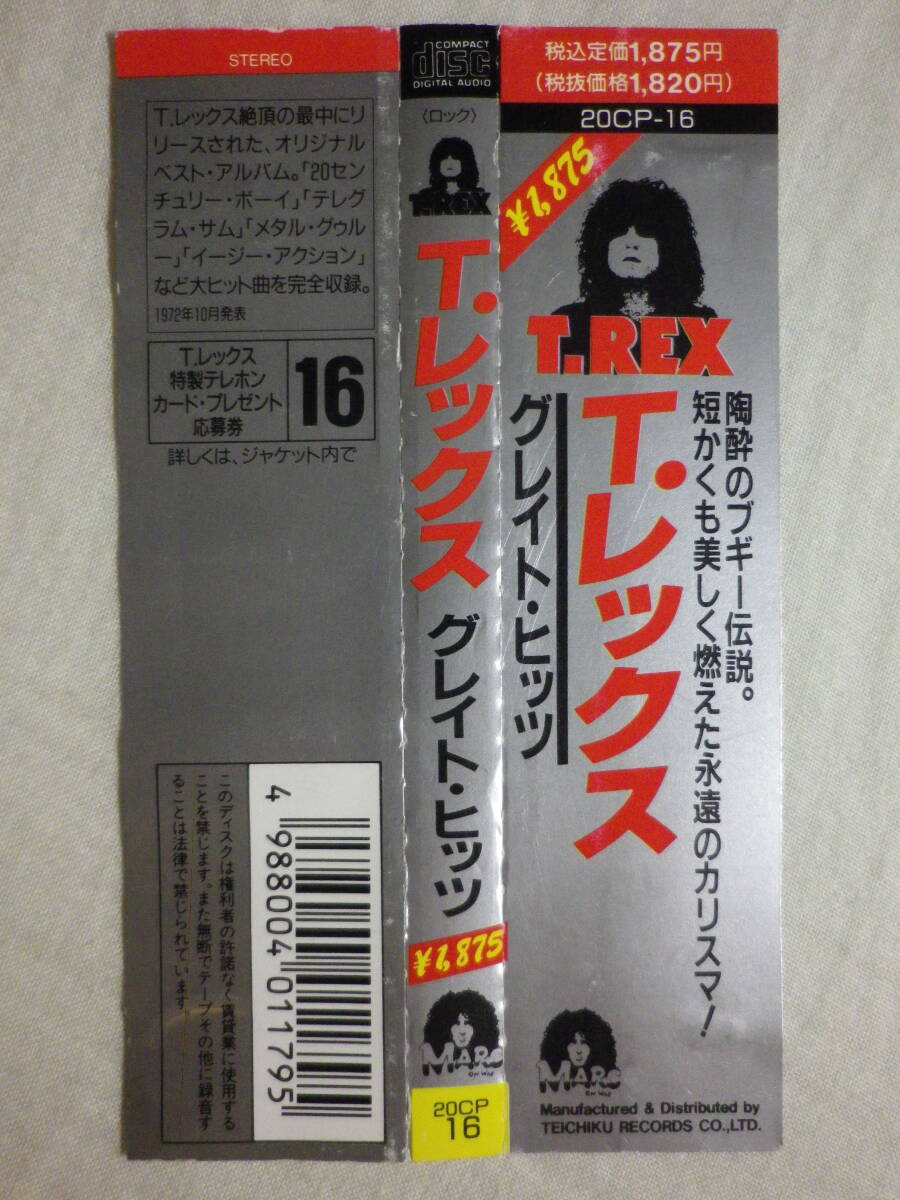 STEREO
T.レックス絶頂の最中にリ
リースされた、オリジナル
ベスト・アルバム。「20セン
チュリー・ボーイ」「テレグ
ラム・サム」「メタル・グゥル
ー」「イージー・アクション」
など大ヒット曲を完全収録。
1972年10月発表
T.レックス
特製テレホン
カード・プレゼント
応募券
16
詳しくは、ジャケット内で
このディスクは権利者の許諾なく賃貸業に使用する
ことを禁じます。また無断でテープその他に録音す
ることは法律で禁じられています。
4 988004 011795
COMPACT
disc
DIGITAL AUDIO
〈ロック〉
T.REX
T.レックス
グレイト・ヒッツ
¥1,875
MARC
ON WAX
20CP
16
税込定価1,875円
(税抜価格1,820円)
20CP-16
¥1,875
T.REX
陶酔のブギー伝説。
短かくも美しく燃えた永遠のカリスマ!
T.レックス
グレイト・ヒッツ
MARC
ON WAX
Manufactured & Distributed by
TEICHIKU RECORDS CO.,LTD.